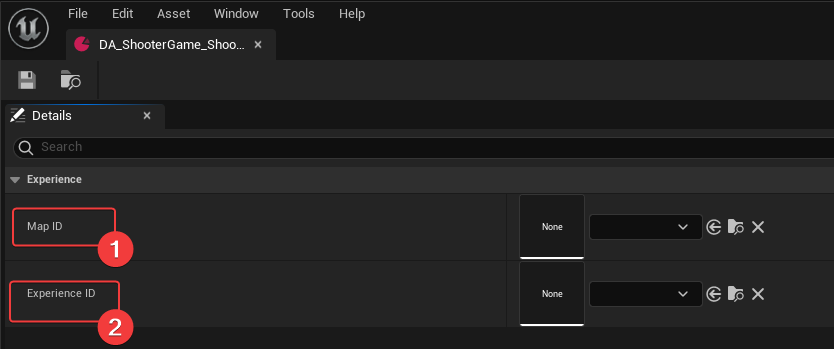 File Edit Asset Window Tools Help
DA_ShooterGame_Shoo...
Details
Search
Experience
Map ID
None
1
Experience ID
None
2